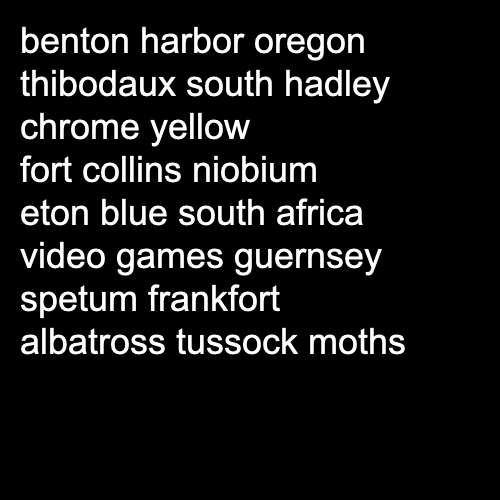 benton harbor oregon
thibodaux south hadley
chrome yellow
fort collins niobium
eton blue south africa
video games guernsey
spetum frankfort
albatross tussock moths